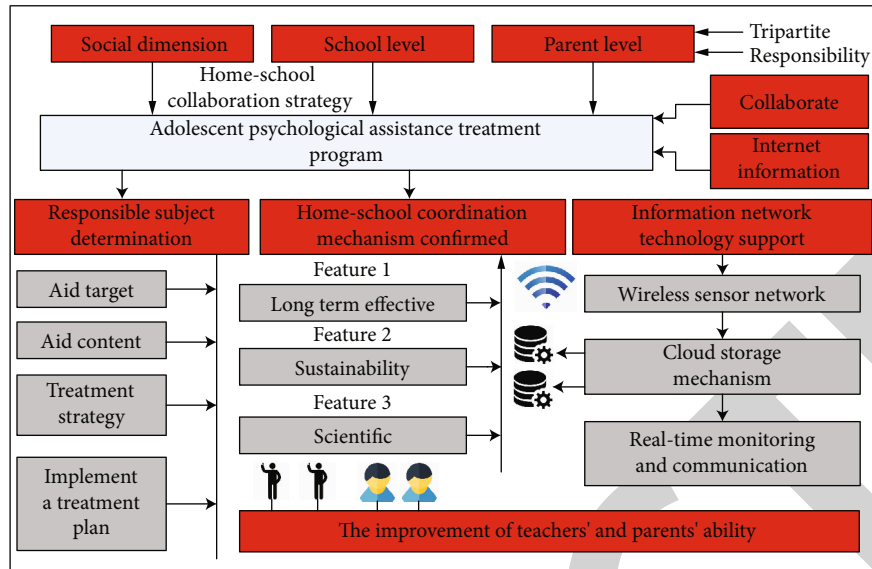 Social dimension
School level
Parent level
Tripartite
Responsibility
Home-school
collaboration strategy
Collaborate
Adolescent psychological assistance treatment
program
Internet
information
Responsible subject
determination
Home-school coordination
mechanism confirmed
Information network
technology support
Aid target
Aid content
Treatment
strategy
Implement
a treatment
plan
Feature 1
Long term effective
Feature 2
Sustainability
Feature 3
Scientific
Wireless sensor network
Cloud storage
mechanism
Real-time monitoring
and communication
The improvement of teachers' and parents' ability